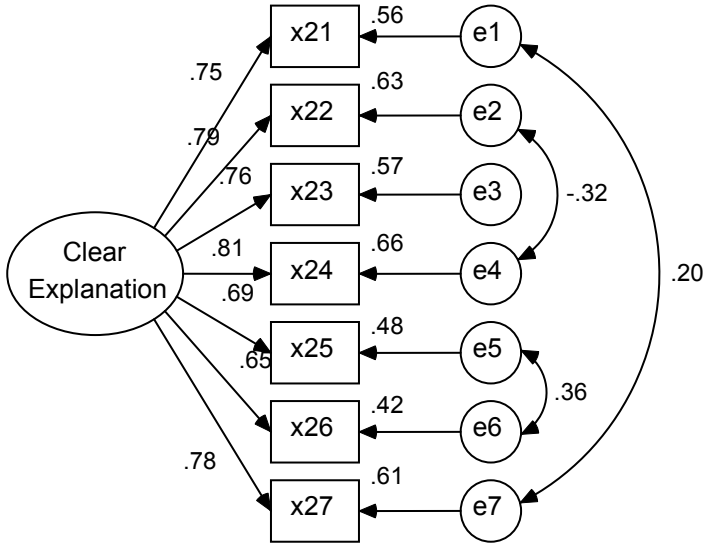 .56
x21
e1
.75
.63
x22
e2
.79
.57
.76
x23
e3
-.32
.66
.81
x24
e4
Clear
Explanation
.20
.69
.48
x25
e5
.65
.36
.42
x26
e6
.78
.61
x27
e7